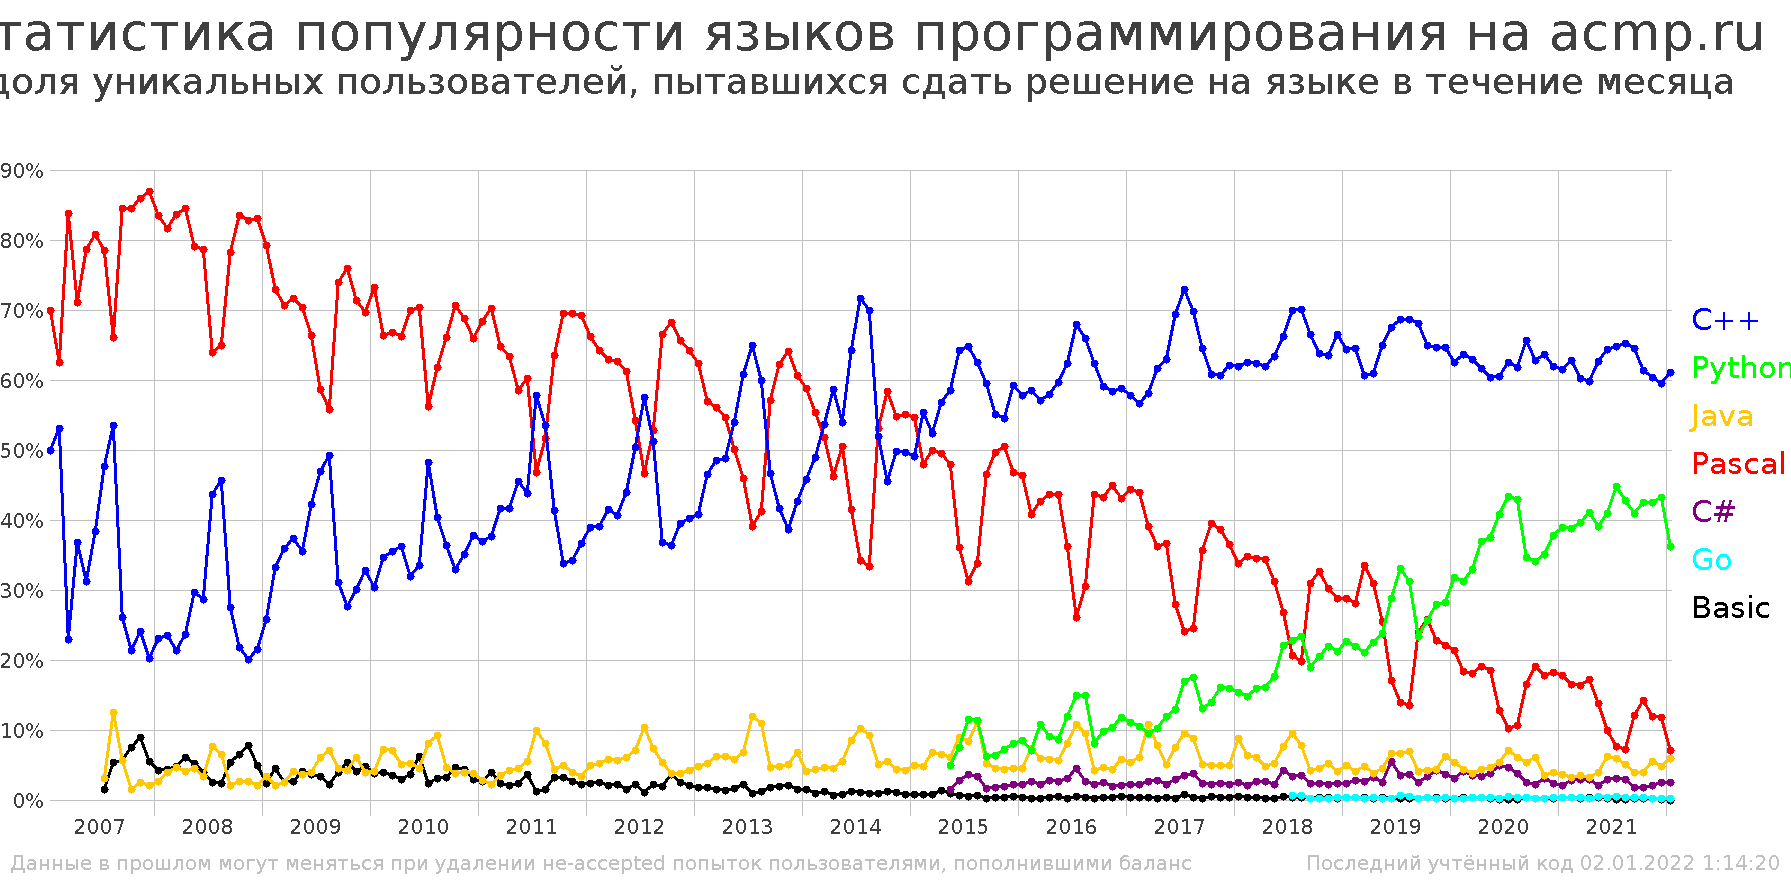 татистика популярности языков программирования на acmp.ru
доля уникальных пользователей, пытавшихся сдать решение на языке в течение месяца
90%
80%
70%
60%
50%
40%
30%
20%
10%
0%
C++
Python
Java
Pascal
C#
Go
Basic
2007 2008 2009 2010 2011 2012 2013 2014 2015 2016 2017 2018 2019 2020 2021
Данные в прошлом могут меняться при удалении не-accepted попыток пользователями, пополнившими баланс
Последний учтённый код 02.01.2022 1:14:20